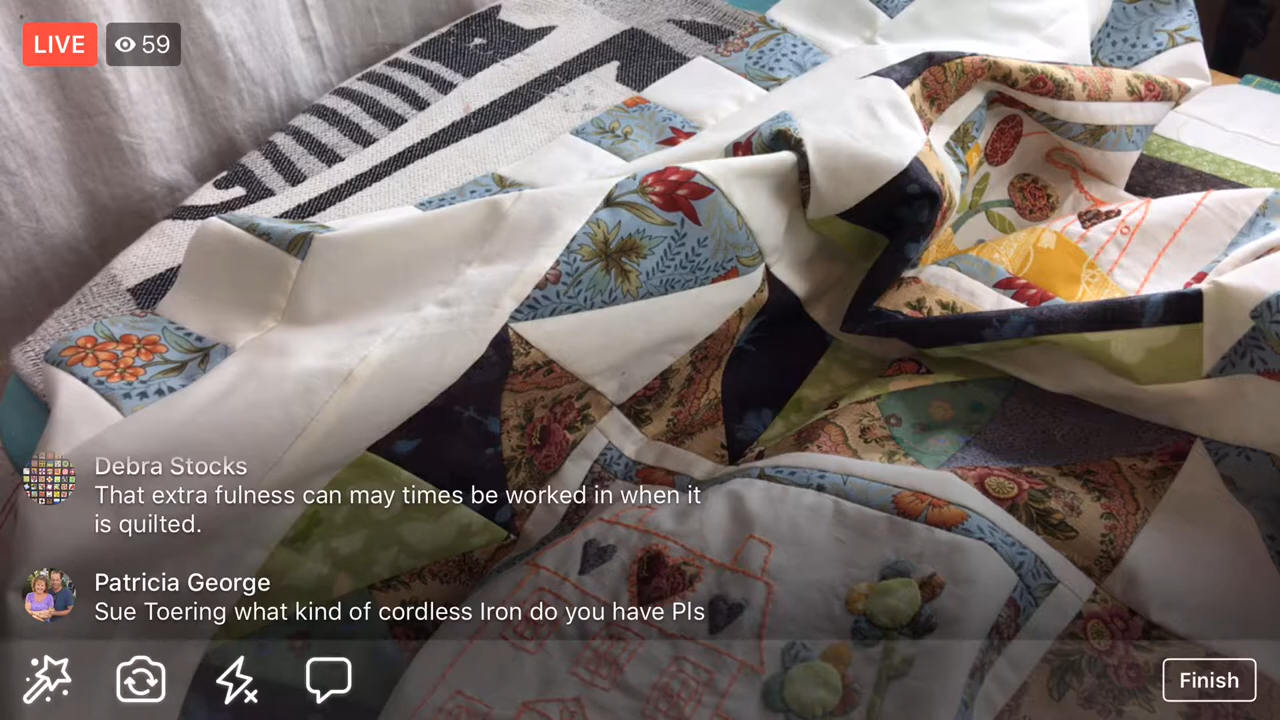 LIVE 59
Debra Stocks
That extra fulness can may times be worked in when it
is quilted.
Patricia George
Sue Toering what kind of cordless Iron do you have Pls
Finish